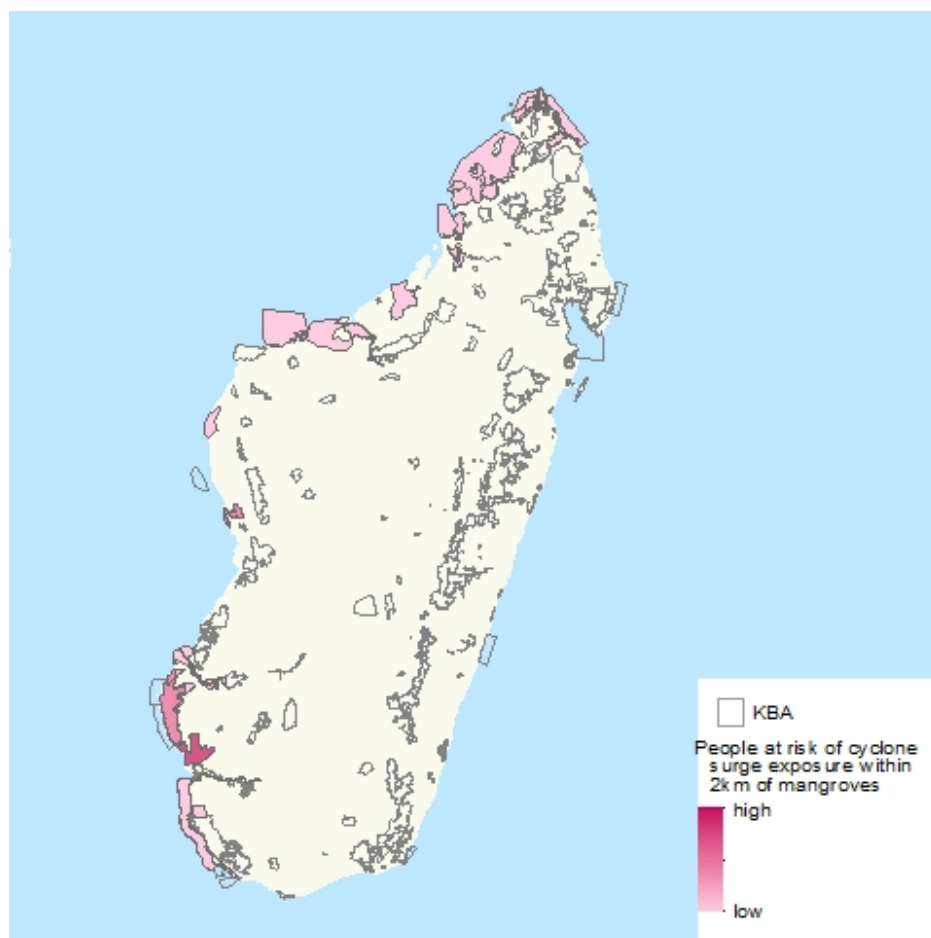 KBA
People at risk of cyclone
surge exposure within
2km of mangroves
high
low